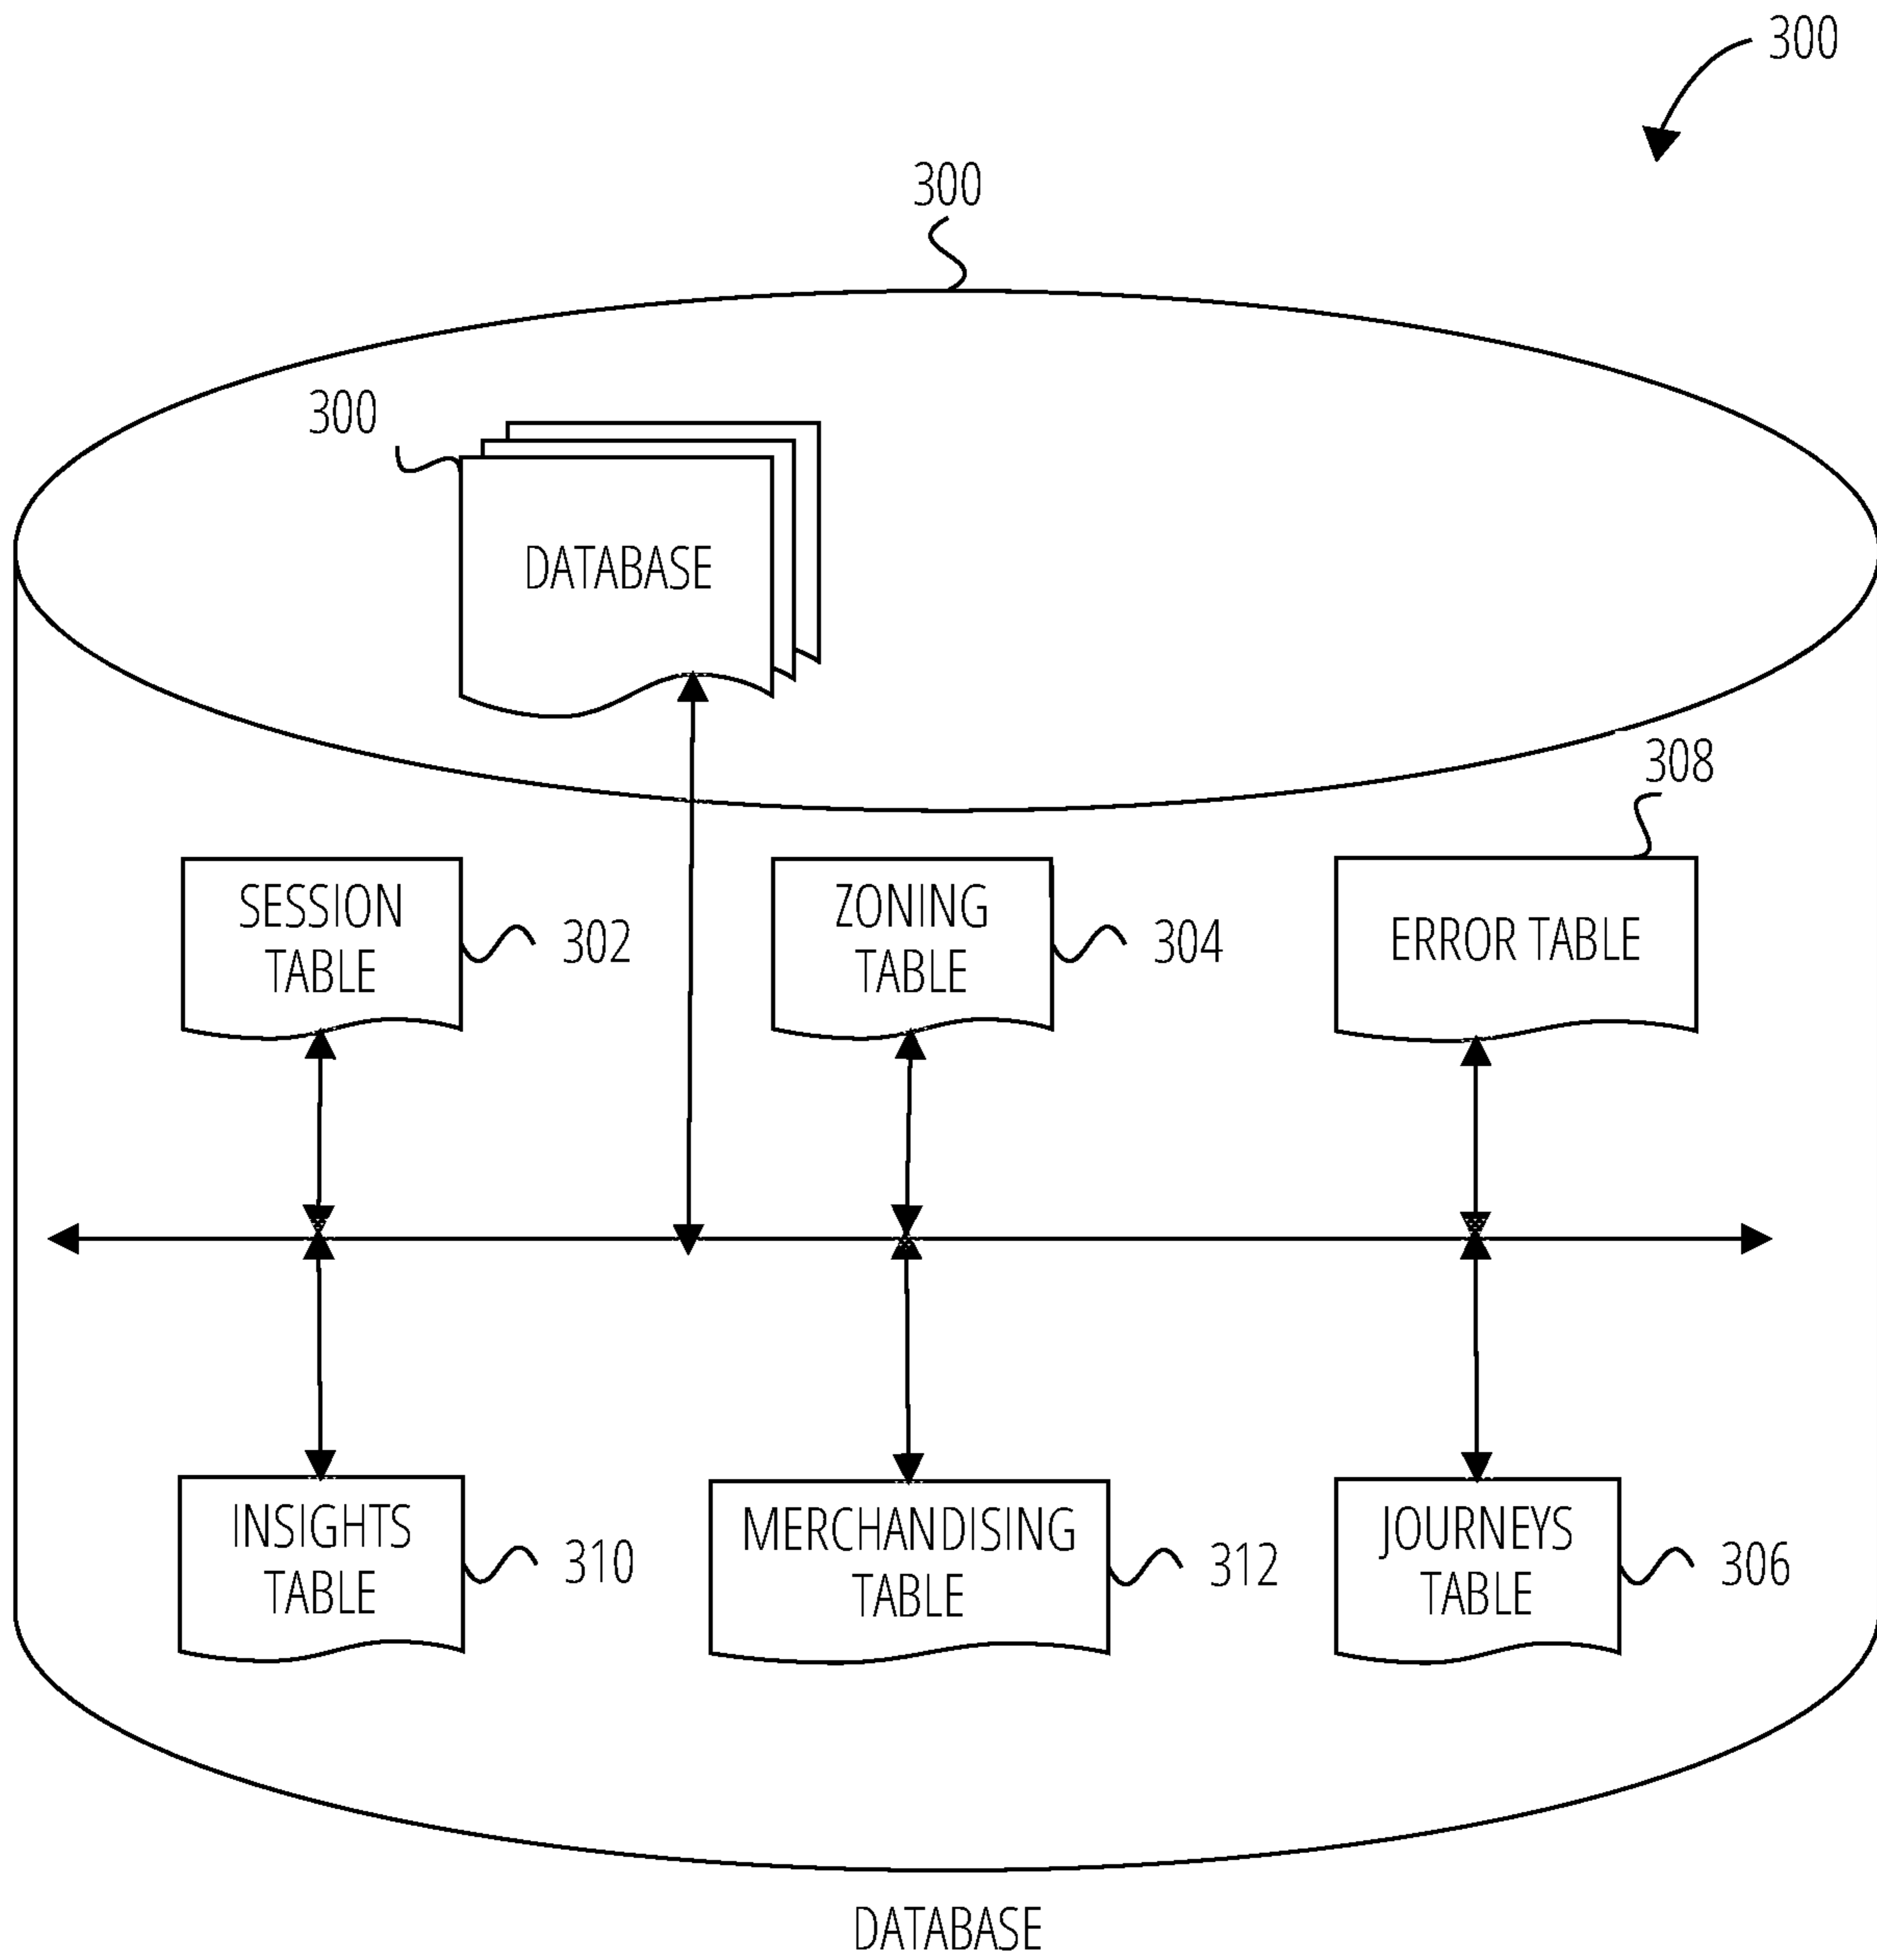 300
300
300
DATABASE
308
SESSION
TABLE
302
ZONING
TABLE
304
ERROR TABLE
INSIGHTS
TABLE
310
MERCHANDISING
TABLE
312
JOURNEYS
TABLE
306
DATABASE